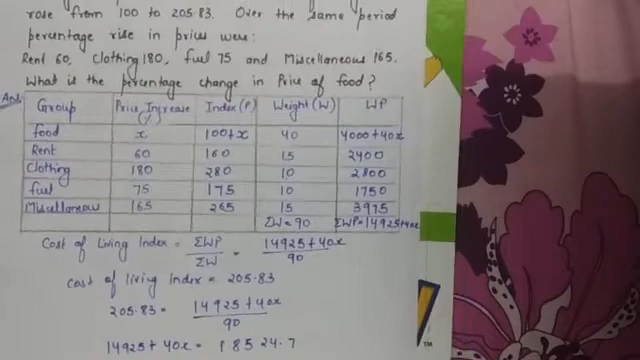 rose from 100 to 205.83. Over the same period
percentage rise in prices were:
Rent 60, Clothing 180, fuel 75 and Miscellaneous 165.
What is the percentage change in Price of food?
Ans
Group Price Increase (%) Index (P) Weight (W) WP
food x 100+x 40 4000+40x
Rent 60 160 15 2400
Clothing 180 280 10 2800
fuel 75 175 10 1750
Miscellaneous 165 265 15 3975
ΣW = 90 ΣWP = 14925+40x
Cost of Living Index = ΣWP/ΣW = 14925+40x/90
Cost of living Index = 205.83
205.83 = 14925+40x/90
14925+40x = 18524.7
TM